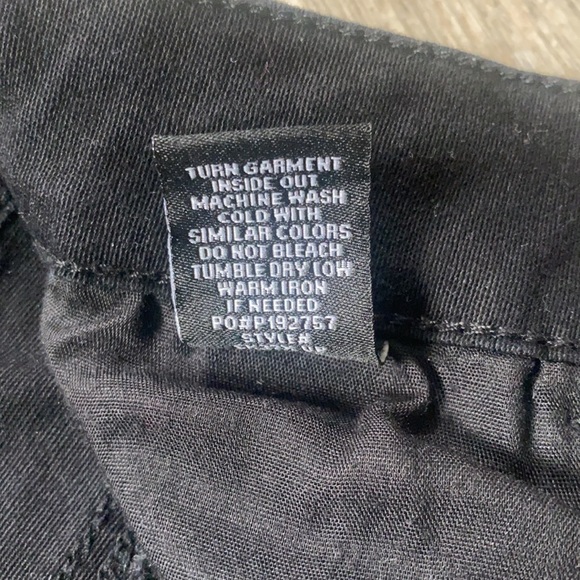 TURN GARMENT
INSIDE OUT
MACHINE WASH
COLD WITH
SIMILAR COLORS
DO NOT BLEACH
TUMBLE DRY LOW
WARM IRON
IF NEEDED
PO#P192757
STYLE#